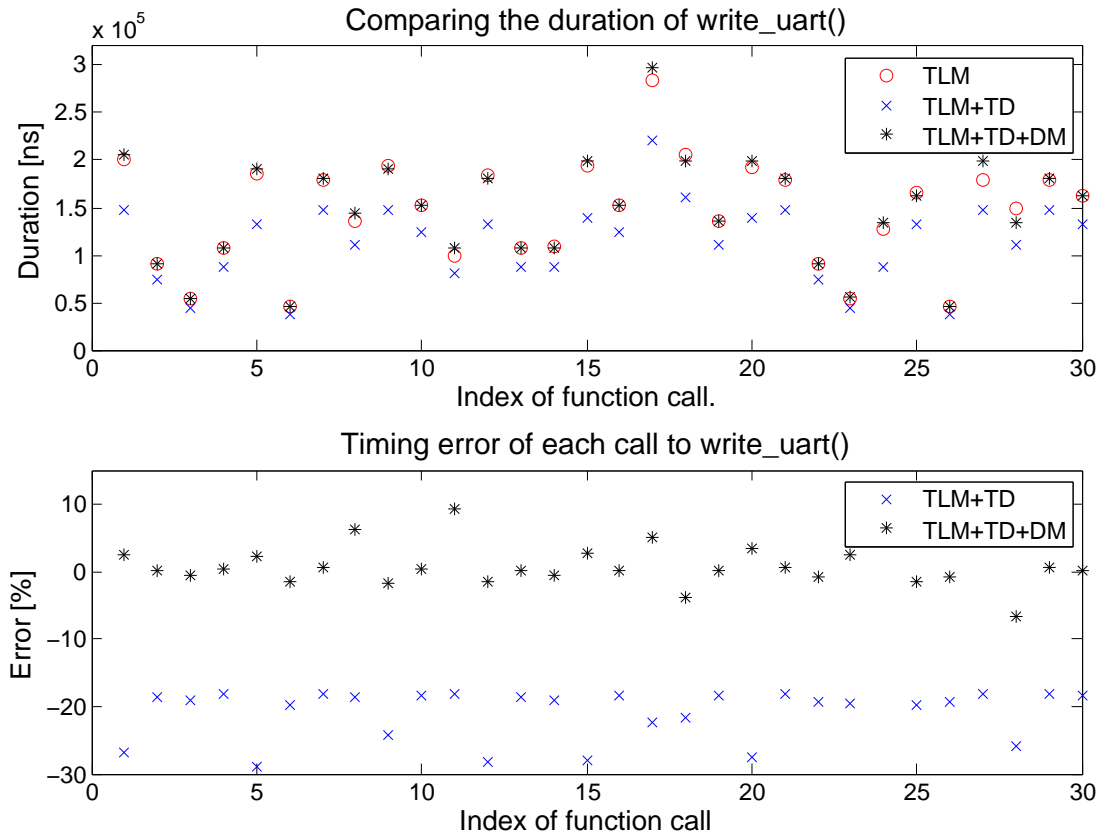 Comparing the duration of write_uart()
x 10^5
3
2.5
2
1.5
1
0.5
0
Duration [ns]
TLM
TLM+TD
TLM+TD+DM
0 5 10 15 20 25 30
Index of function call.
Timing error of each call to write_uart()
10
0
−10
−20
−30
Error [%]
TLM+TD
TLM+TD+DM
0 5 10 15 20 25 30
Index of function call